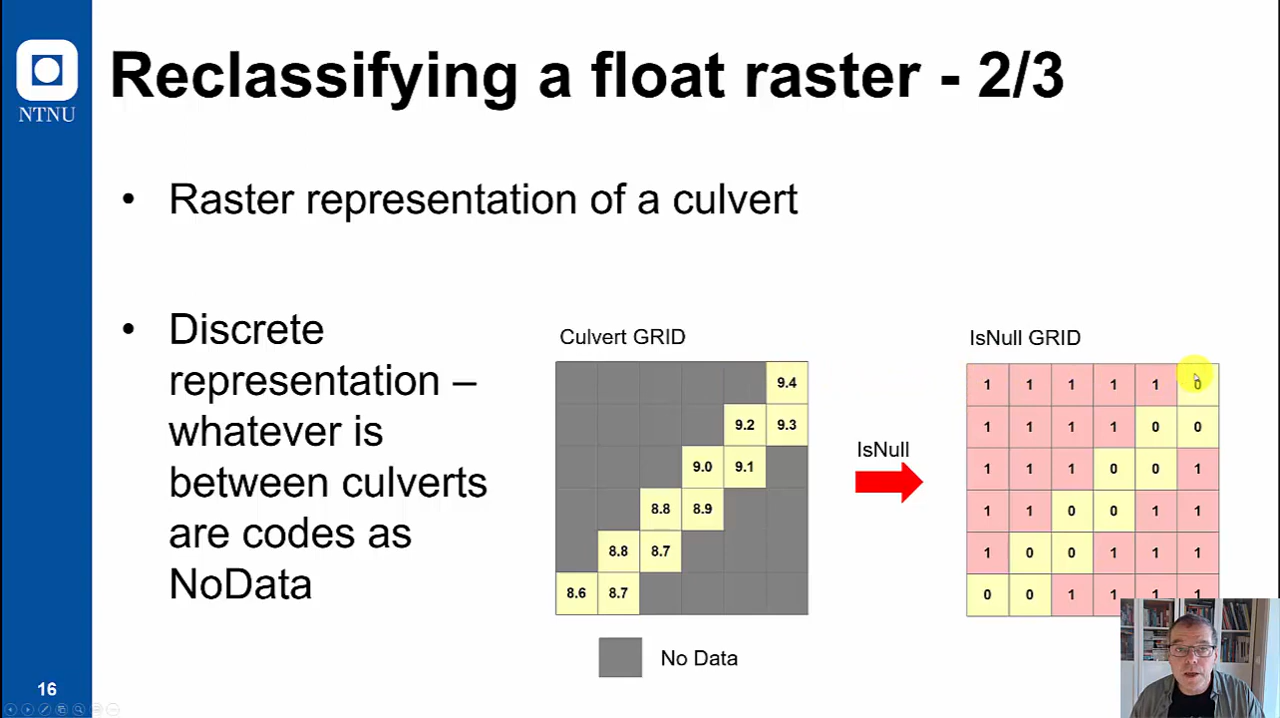 Reclassifying a float raster - 2/3
NTNU
• Raster representation of a culvert
• Discrete
representation –
whatever is
between culverts
are codes as
NoData
Culvert GRID
9.4
9.2 9.3
9.0 9.1
8.8 8.9
8.8 8.7
8.6 8.7
No Data
IsNull
IsNull GRID
1 1 1 1 1 0
1 1 1 1 0 0
1 1 1 0 0 1
1 1 0 0 1 1
1 0 0 1 1 1
0 0 1 1 1 1
16